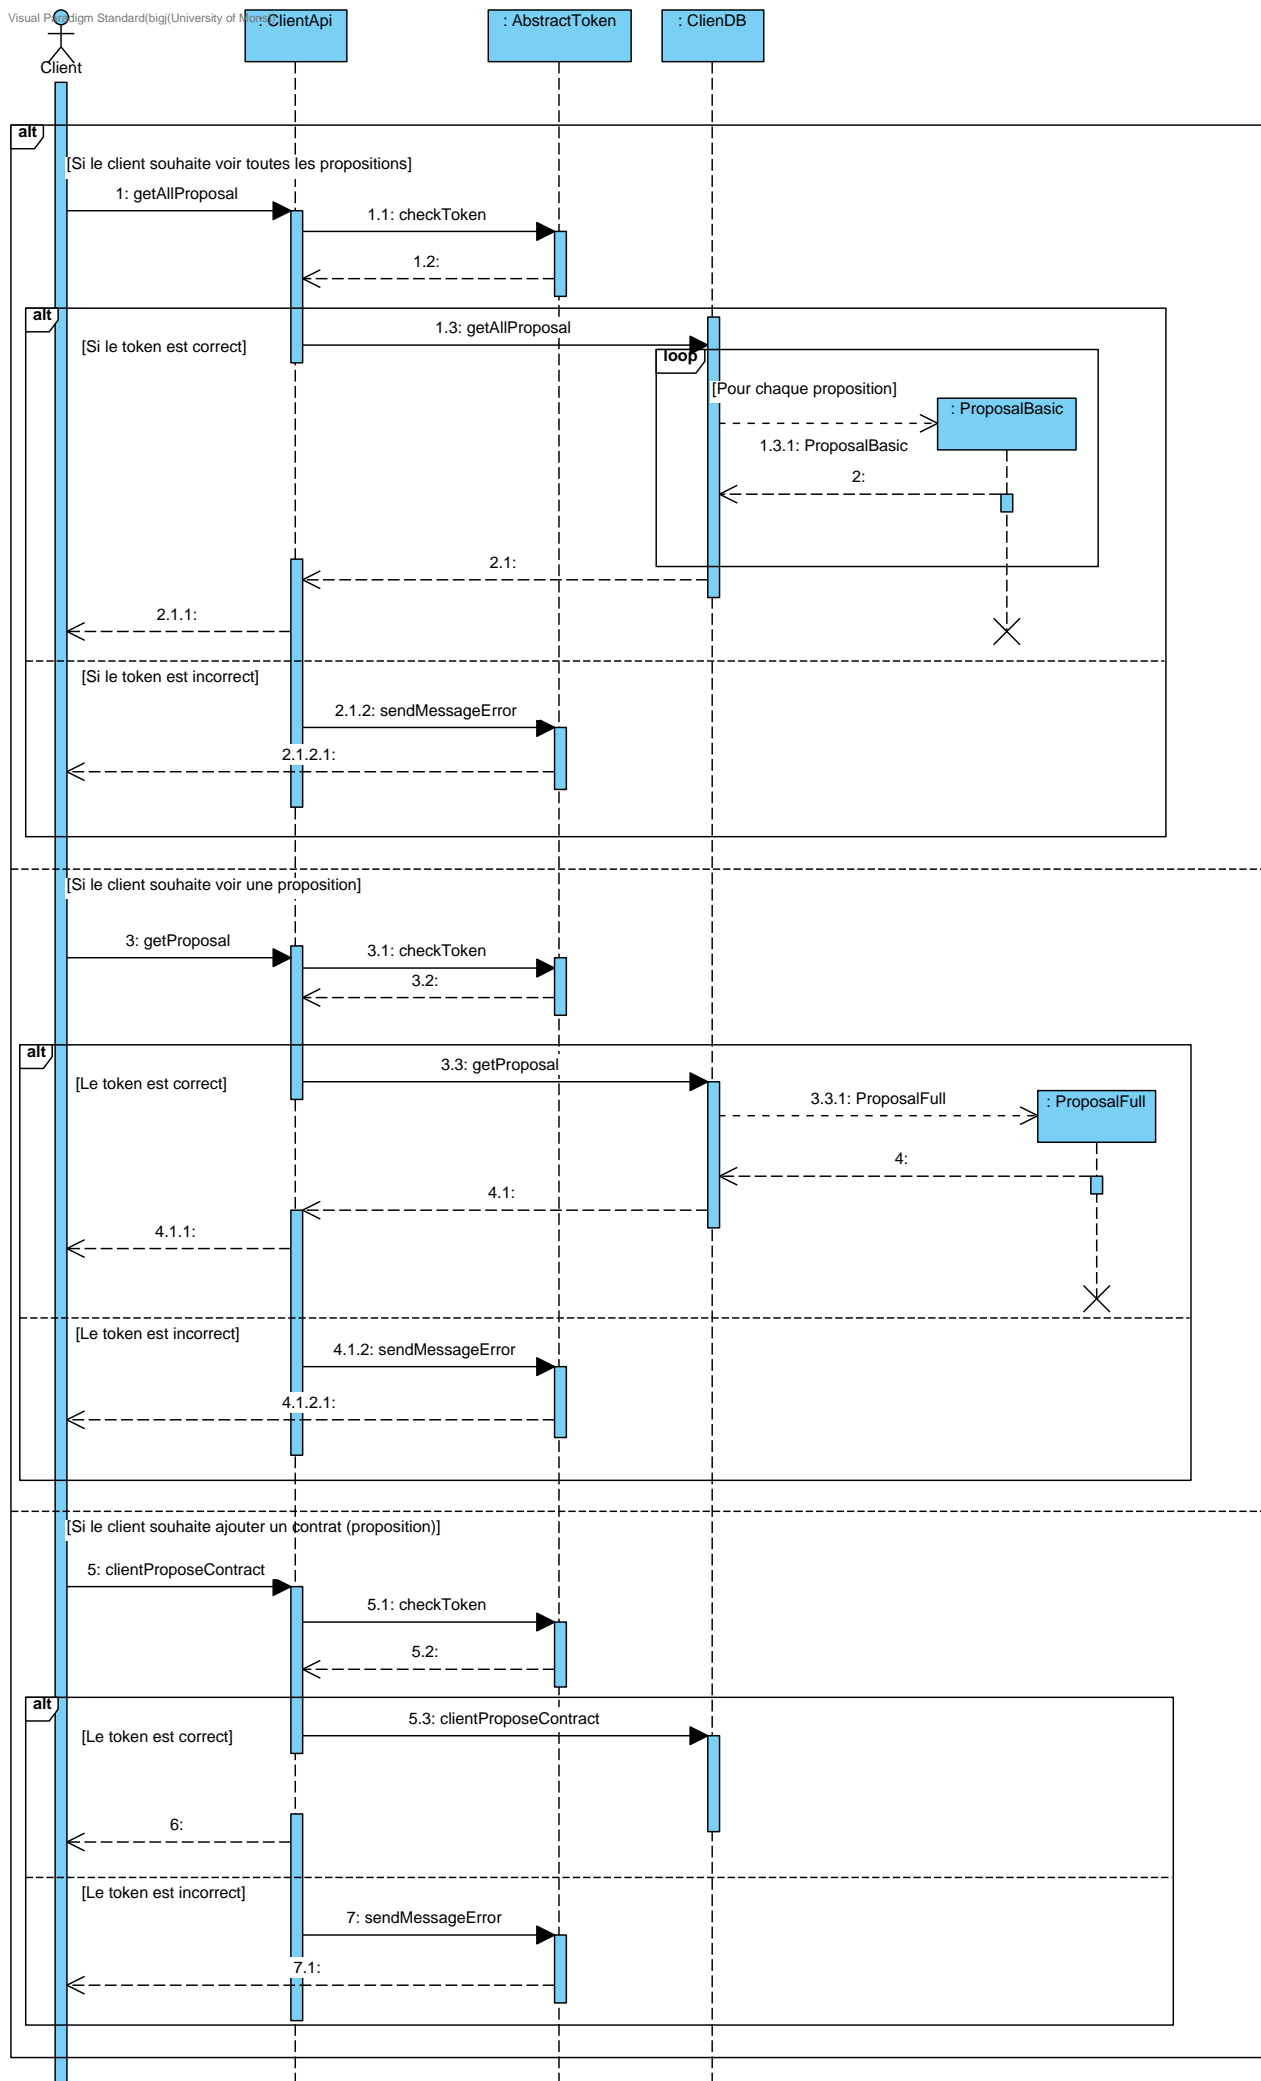 Visual Paradigm Standard(bigj(University of Mons))
Client
: ClientApi
: AbstractToken
: ClienDB
alt
[Si le client souhaite voir toutes les propositions]
1: getAllProposal
1.1: checkToken
1.2:
alt
[Si le token est correct]
1.3: getAllProposal
loop
[Pour chaque proposition]
: ProposalBasic
1.3.1: ProposalBasic
2:
2.1:
2.1.1:
[Si le token est incorrect]
2.1.2: sendMessageError
2.1.2.1:
[Si le client souhaite voir une proposition]
3: getProposal
3.1: checkToken
3.2:
alt
[Le token est correct]
3.3: getProposal
3.3.1: ProposalFull
: ProposalFull
4:
4.1:
4.1.1:
[Le token est incorrect]
4.1.2: sendMessageError
4.1.2.1:
[Si le client souhaite ajouter un contrat (proposition)]
5: clientProposeContract
5.1: checkToken
5.2:
alt
[Le token est correct]
5.3: clientProposeContract
6:
[Le token est incorrect]
7: sendMessageError
7.1: